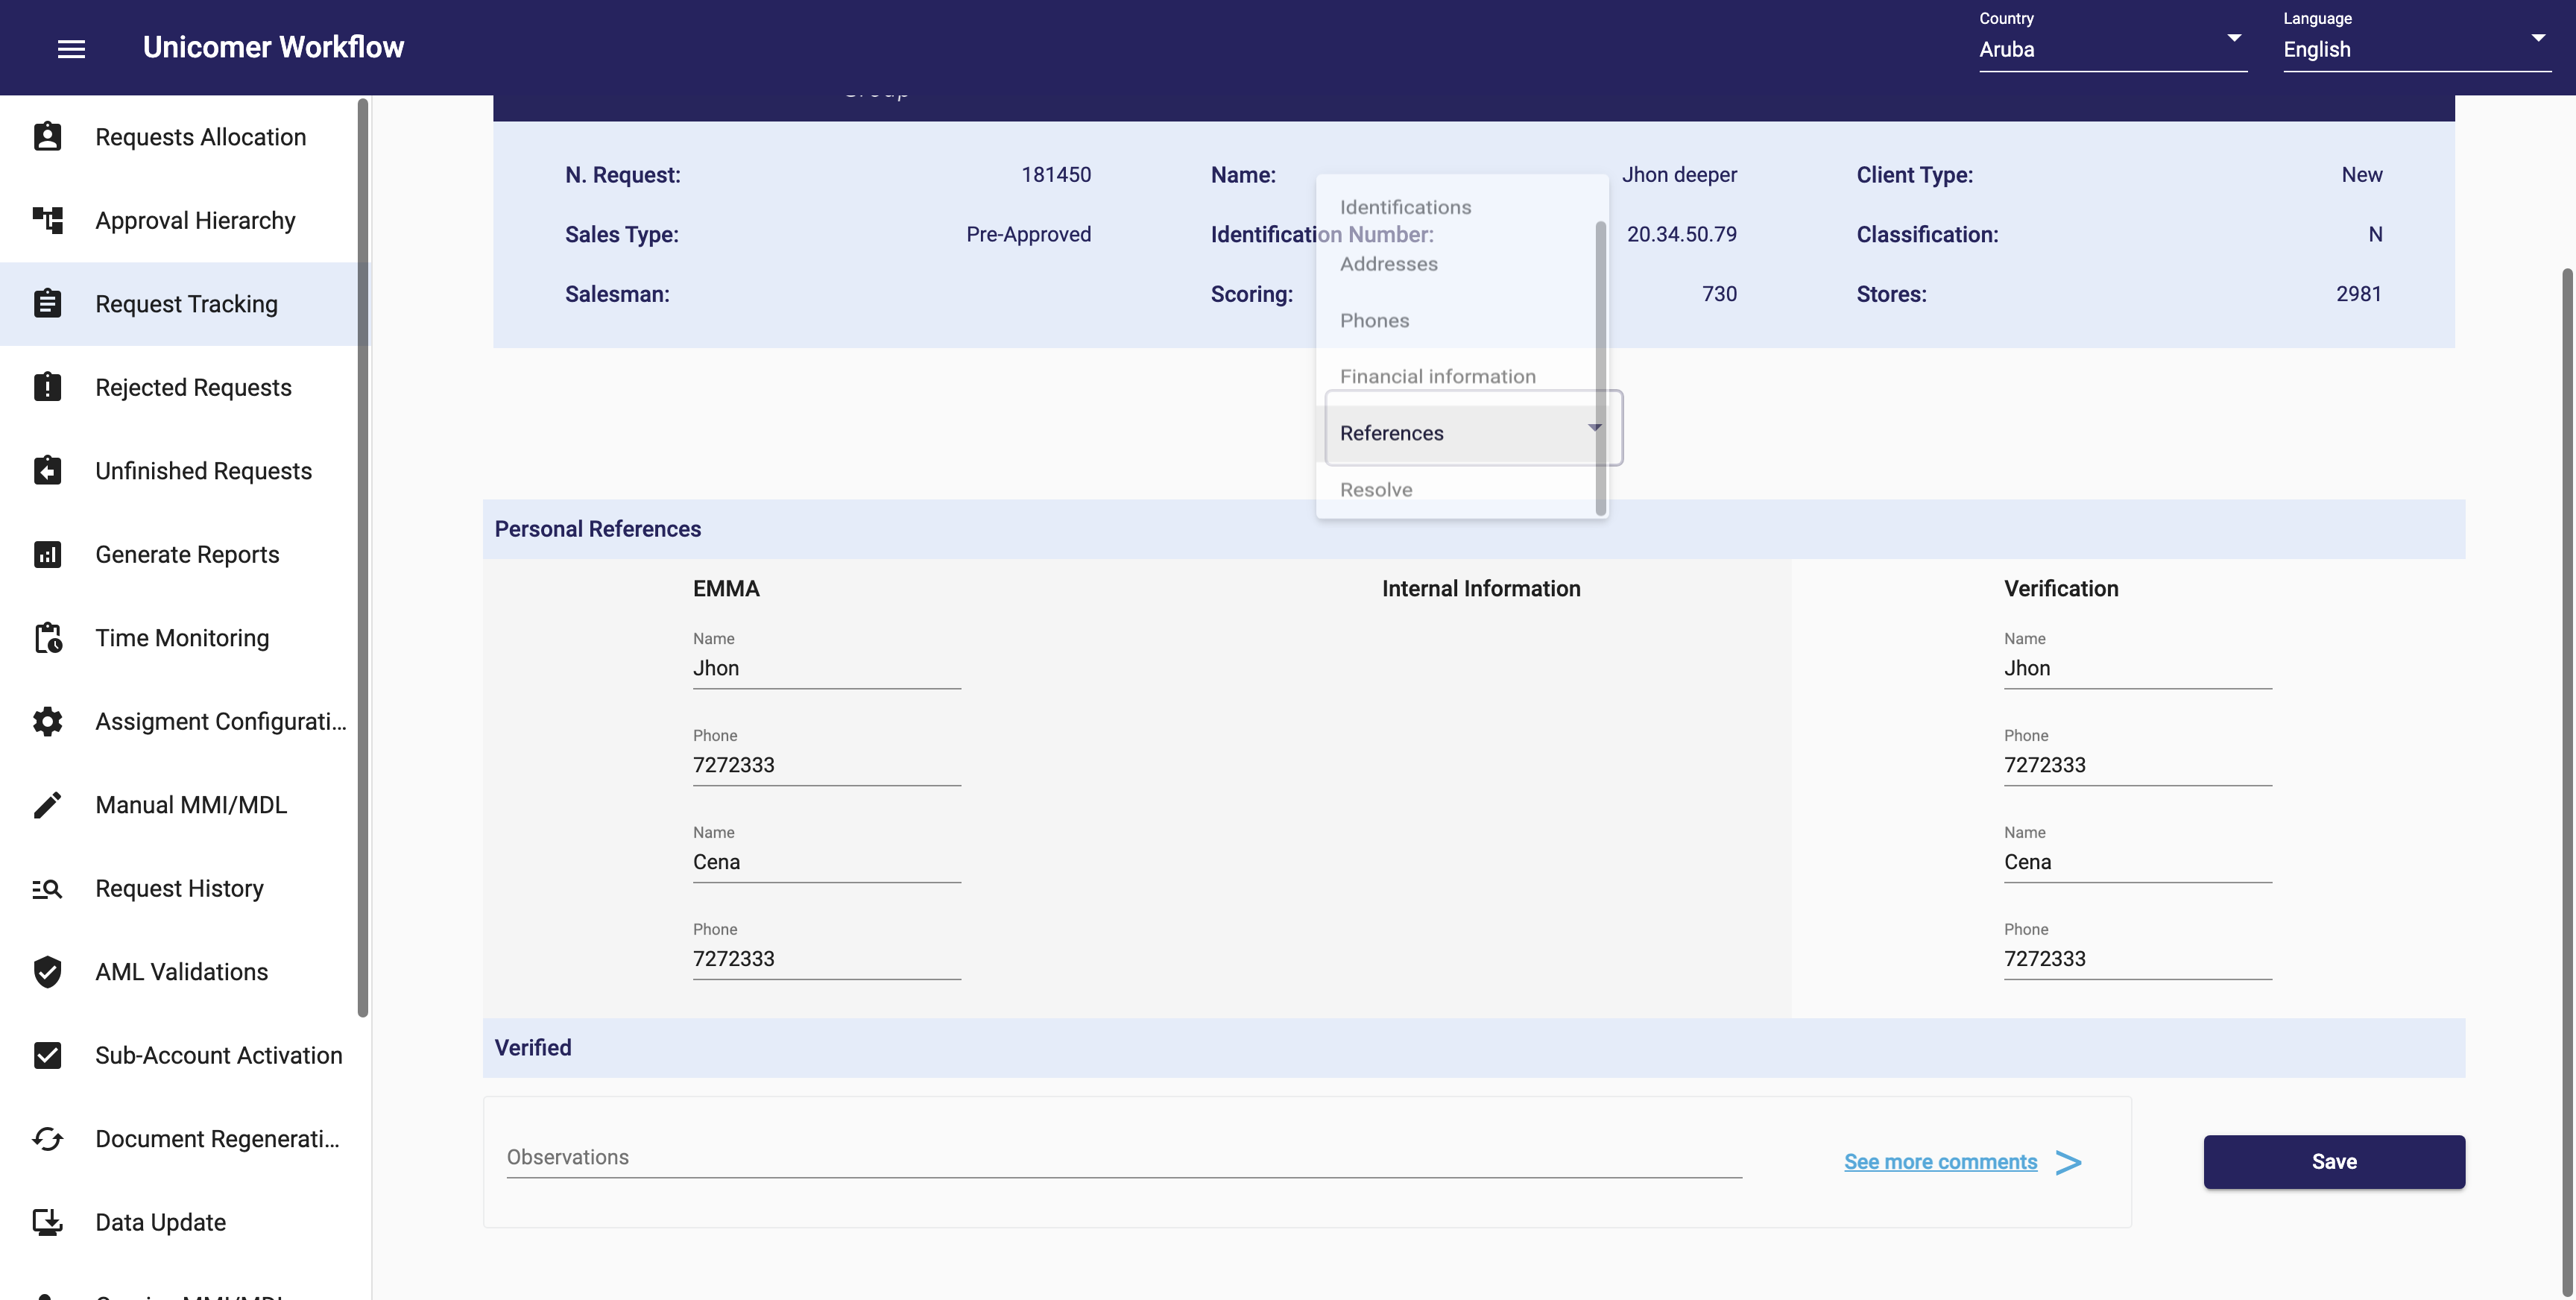 Unicomer Workflow
Country
Aruba
Language
English
Requests Allocation
Approval Hierarchy
Request Tracking
Rejected Requests
Unfinished Requests
Generate Reports
Time Monitoring
Assigment Configurati...
Manual MMI/MDL
Request History
AML Validations
Sub-Account Activation
Document Regenerati...
Data Update
N. Request: 181450
Name: Jhon deeper
Client Type: New
Sales Type: Pre-Approved
Identification Number: 20.34.50.79
Classification: N
Salesman:
Scoring: 730
Stores: 2981
Identifications
Addresses
Phones
Financial information
References
Resolve
Personal References
EMMA
Internal Information
Verification
Name
Jhon
Phone
7272333
Name
Cena
Phone
7272333
Name
Jhon
Phone
7272333
Name
Cena
Phone
7272333
Verified
Observations
See more comments >
Save